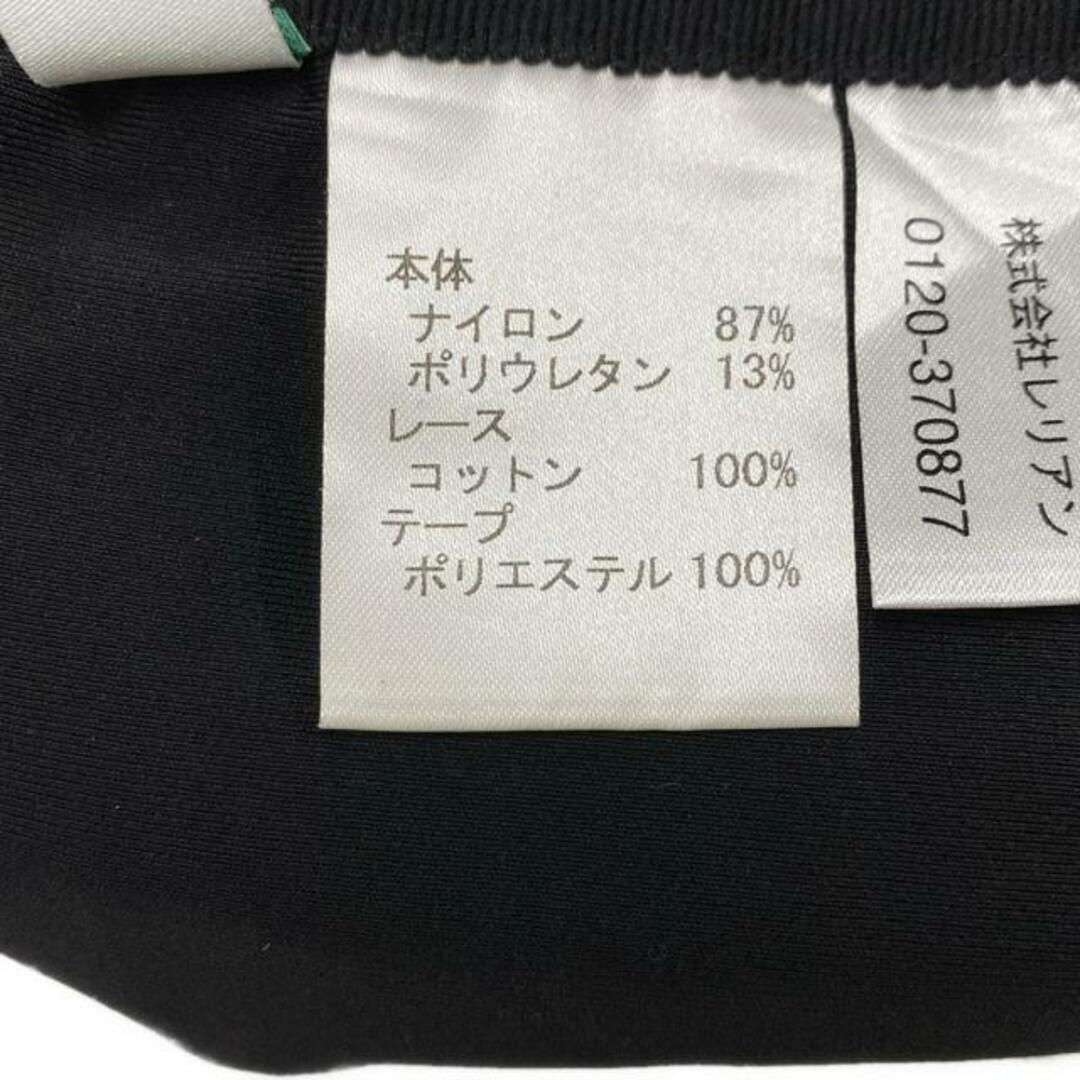 本体
ナイロン 87%
ポリウレタン 13%
レース
コットン 100%
テープ
ポリエステル 100%
株式会社レリアン
0120-370877